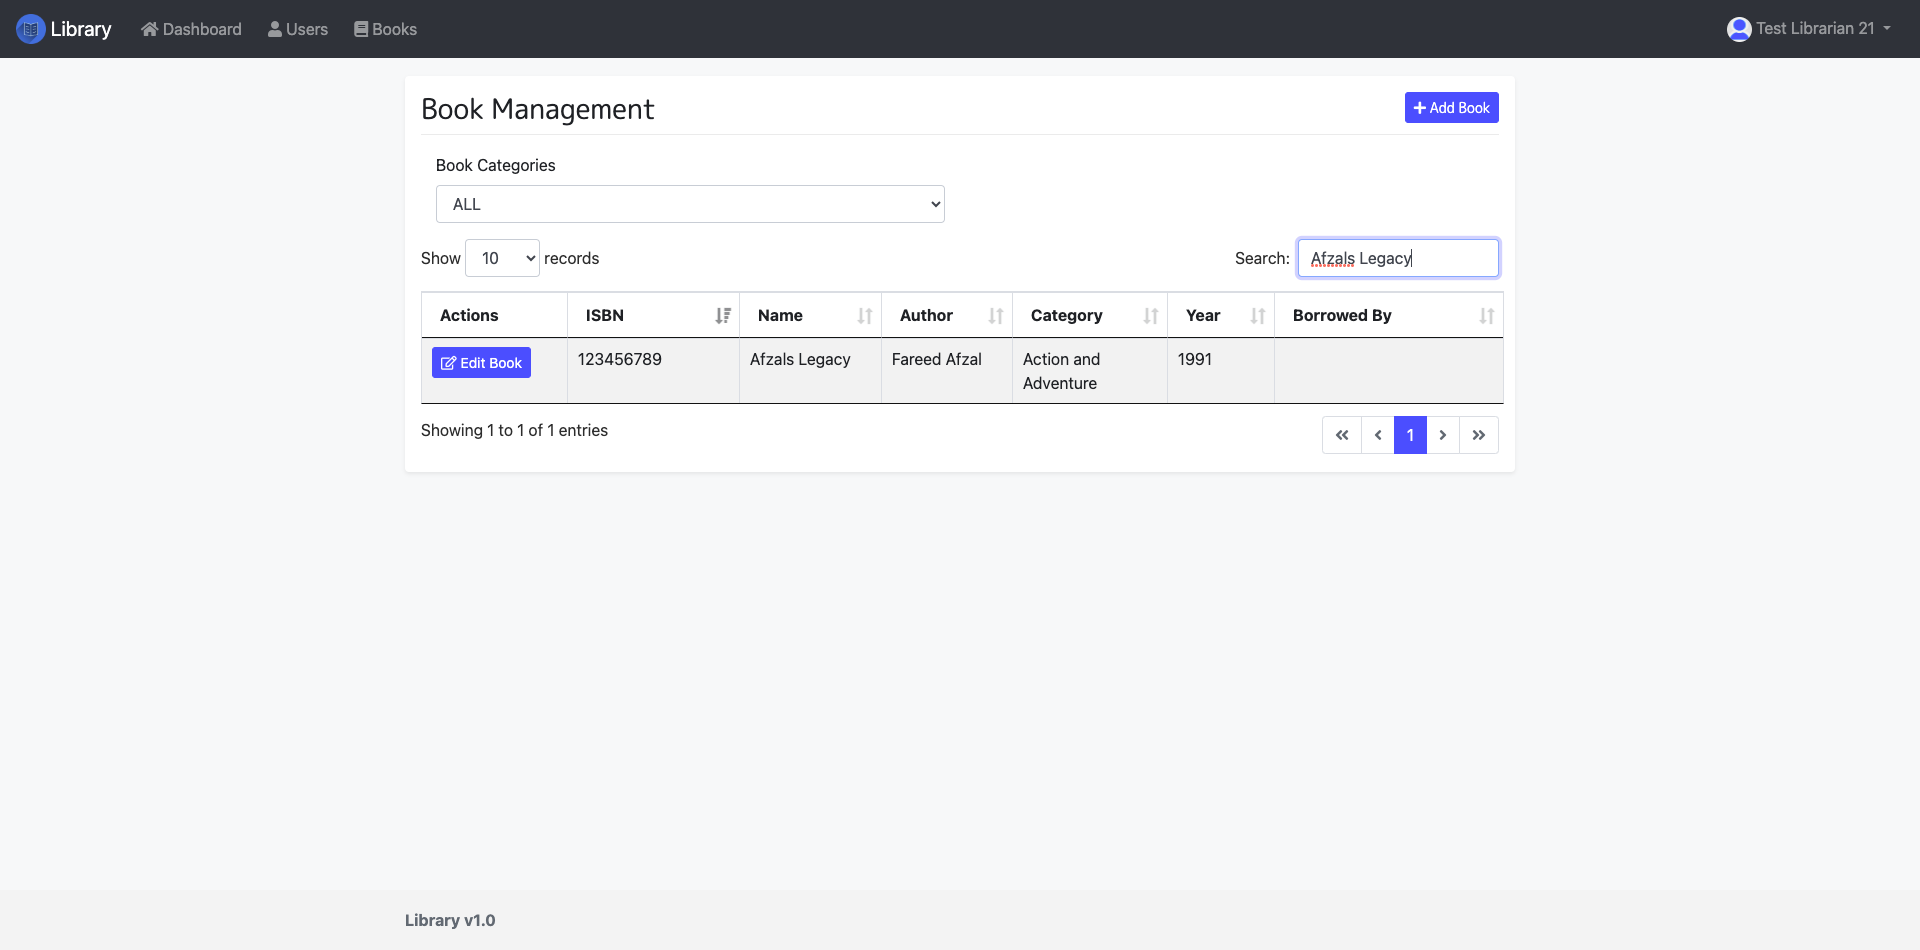 Library Dashboard Users Books Test Librarian 21
Book Management
Add Book
Book Categories
ALL
Show 10 records
Search: Afzals Legacy
Actions ISBN Name Author Category Year Borrowed By
Edit Book 123456789 Afzals Legacy Fareed Afzal Action and 1991
Adventure
Showing 1 to 1 of 1 entries
« ‹ 1 › »
Library v1.0